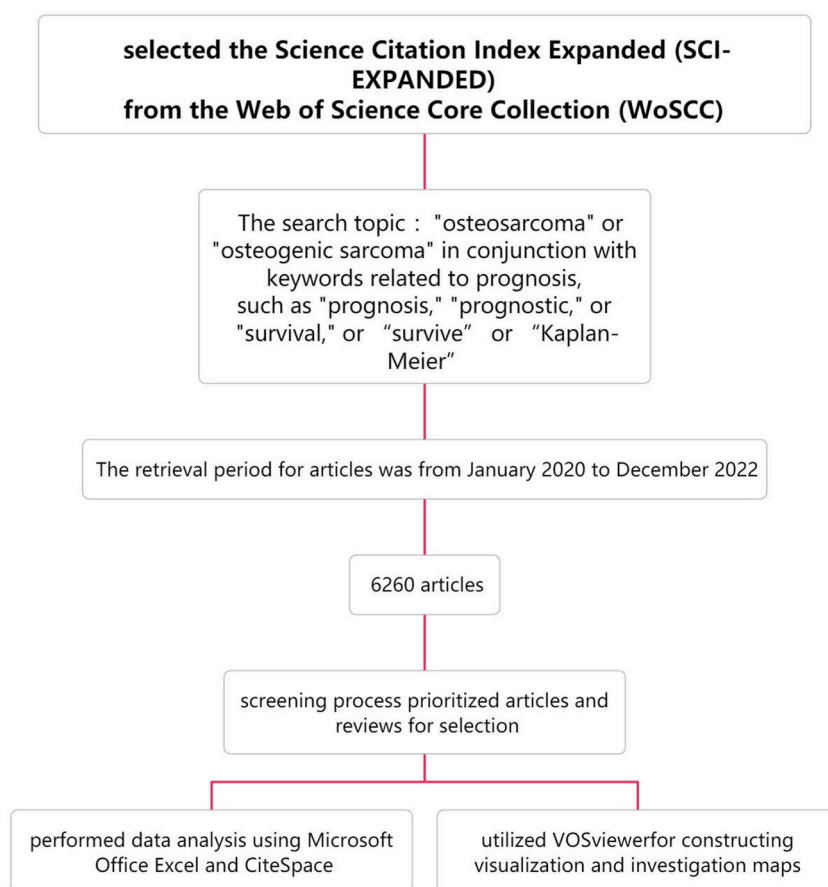 selected the Science Citation Index Expanded (SCI-
EXPANDED)
from the Web of Science Core Collection (WoSCC)
The search topic： "osteosarcoma" or
"osteogenic sarcoma" in conjunction with
keywords related to prognosis,
such as "prognosis," "prognostic," or
"survival," or “survive” or “Kaplan-
Meier”
The retrieval period for articles was from January 2020 to December 2022
6260 articles
screening process prioritized articles and
reviews for selection
performed data analysis using Microsoft
Office Excel and CiteSpace
utilized VOSviewerfor constructing
visualization and investigation maps